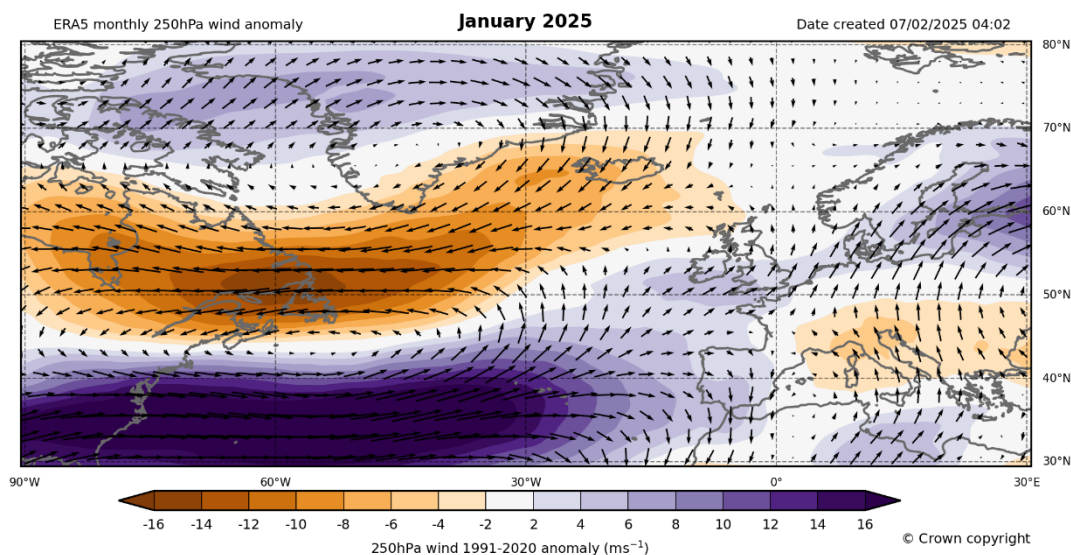 ERA5 monthly 250hPa wind anomaly
January 2025
Date created 07/02/2025 04:02
80°N
70°N
60°N
50°N
40°N
30°N
90°W 60°W 30°W 0° 30°E
-16 -14 -12 -10 -8 -6 -4 -2 2 4 6 8 10 12 14 16
250hPa wind 1991-2020 anomaly (ms⁻¹)
© Crown copyright